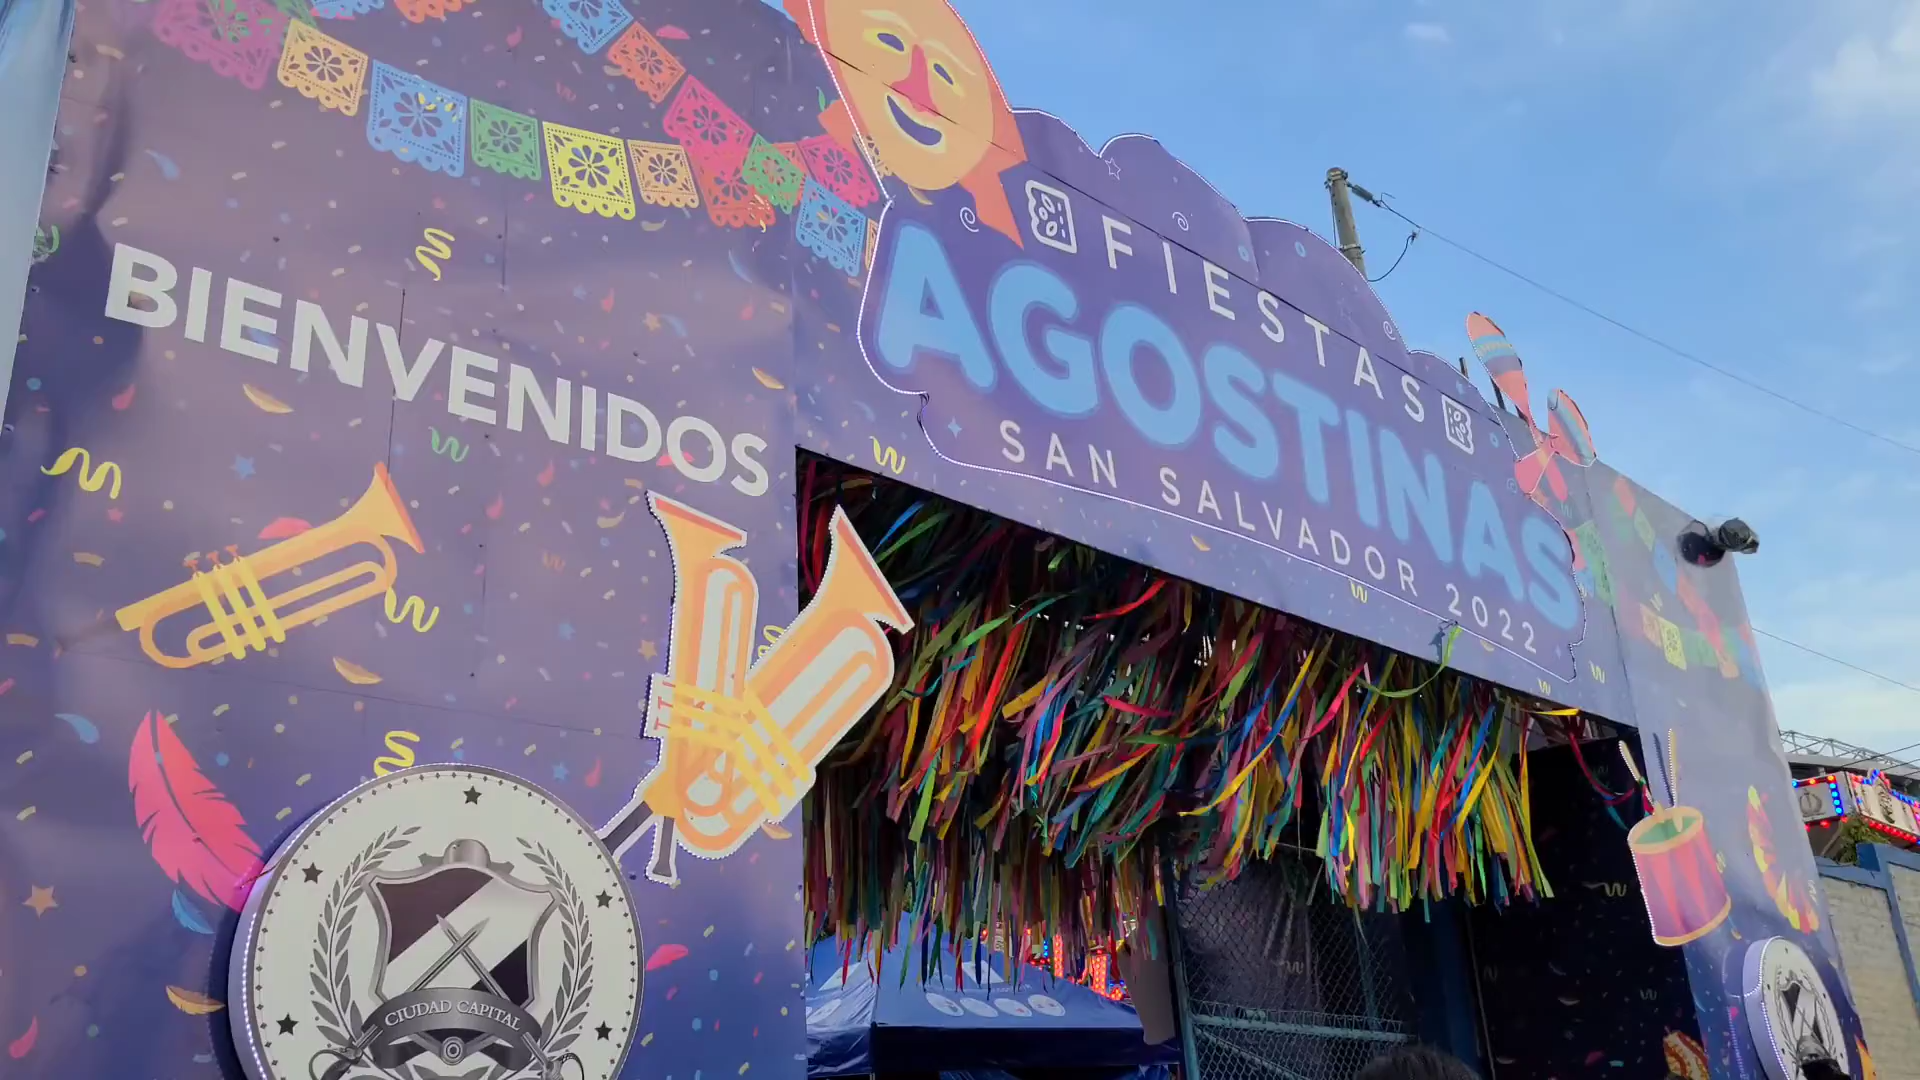 BIENVENIDOS
FIESTAS
AGOSTINAS
SAN SALVADOR 2022
CIUDAD CAPITAL